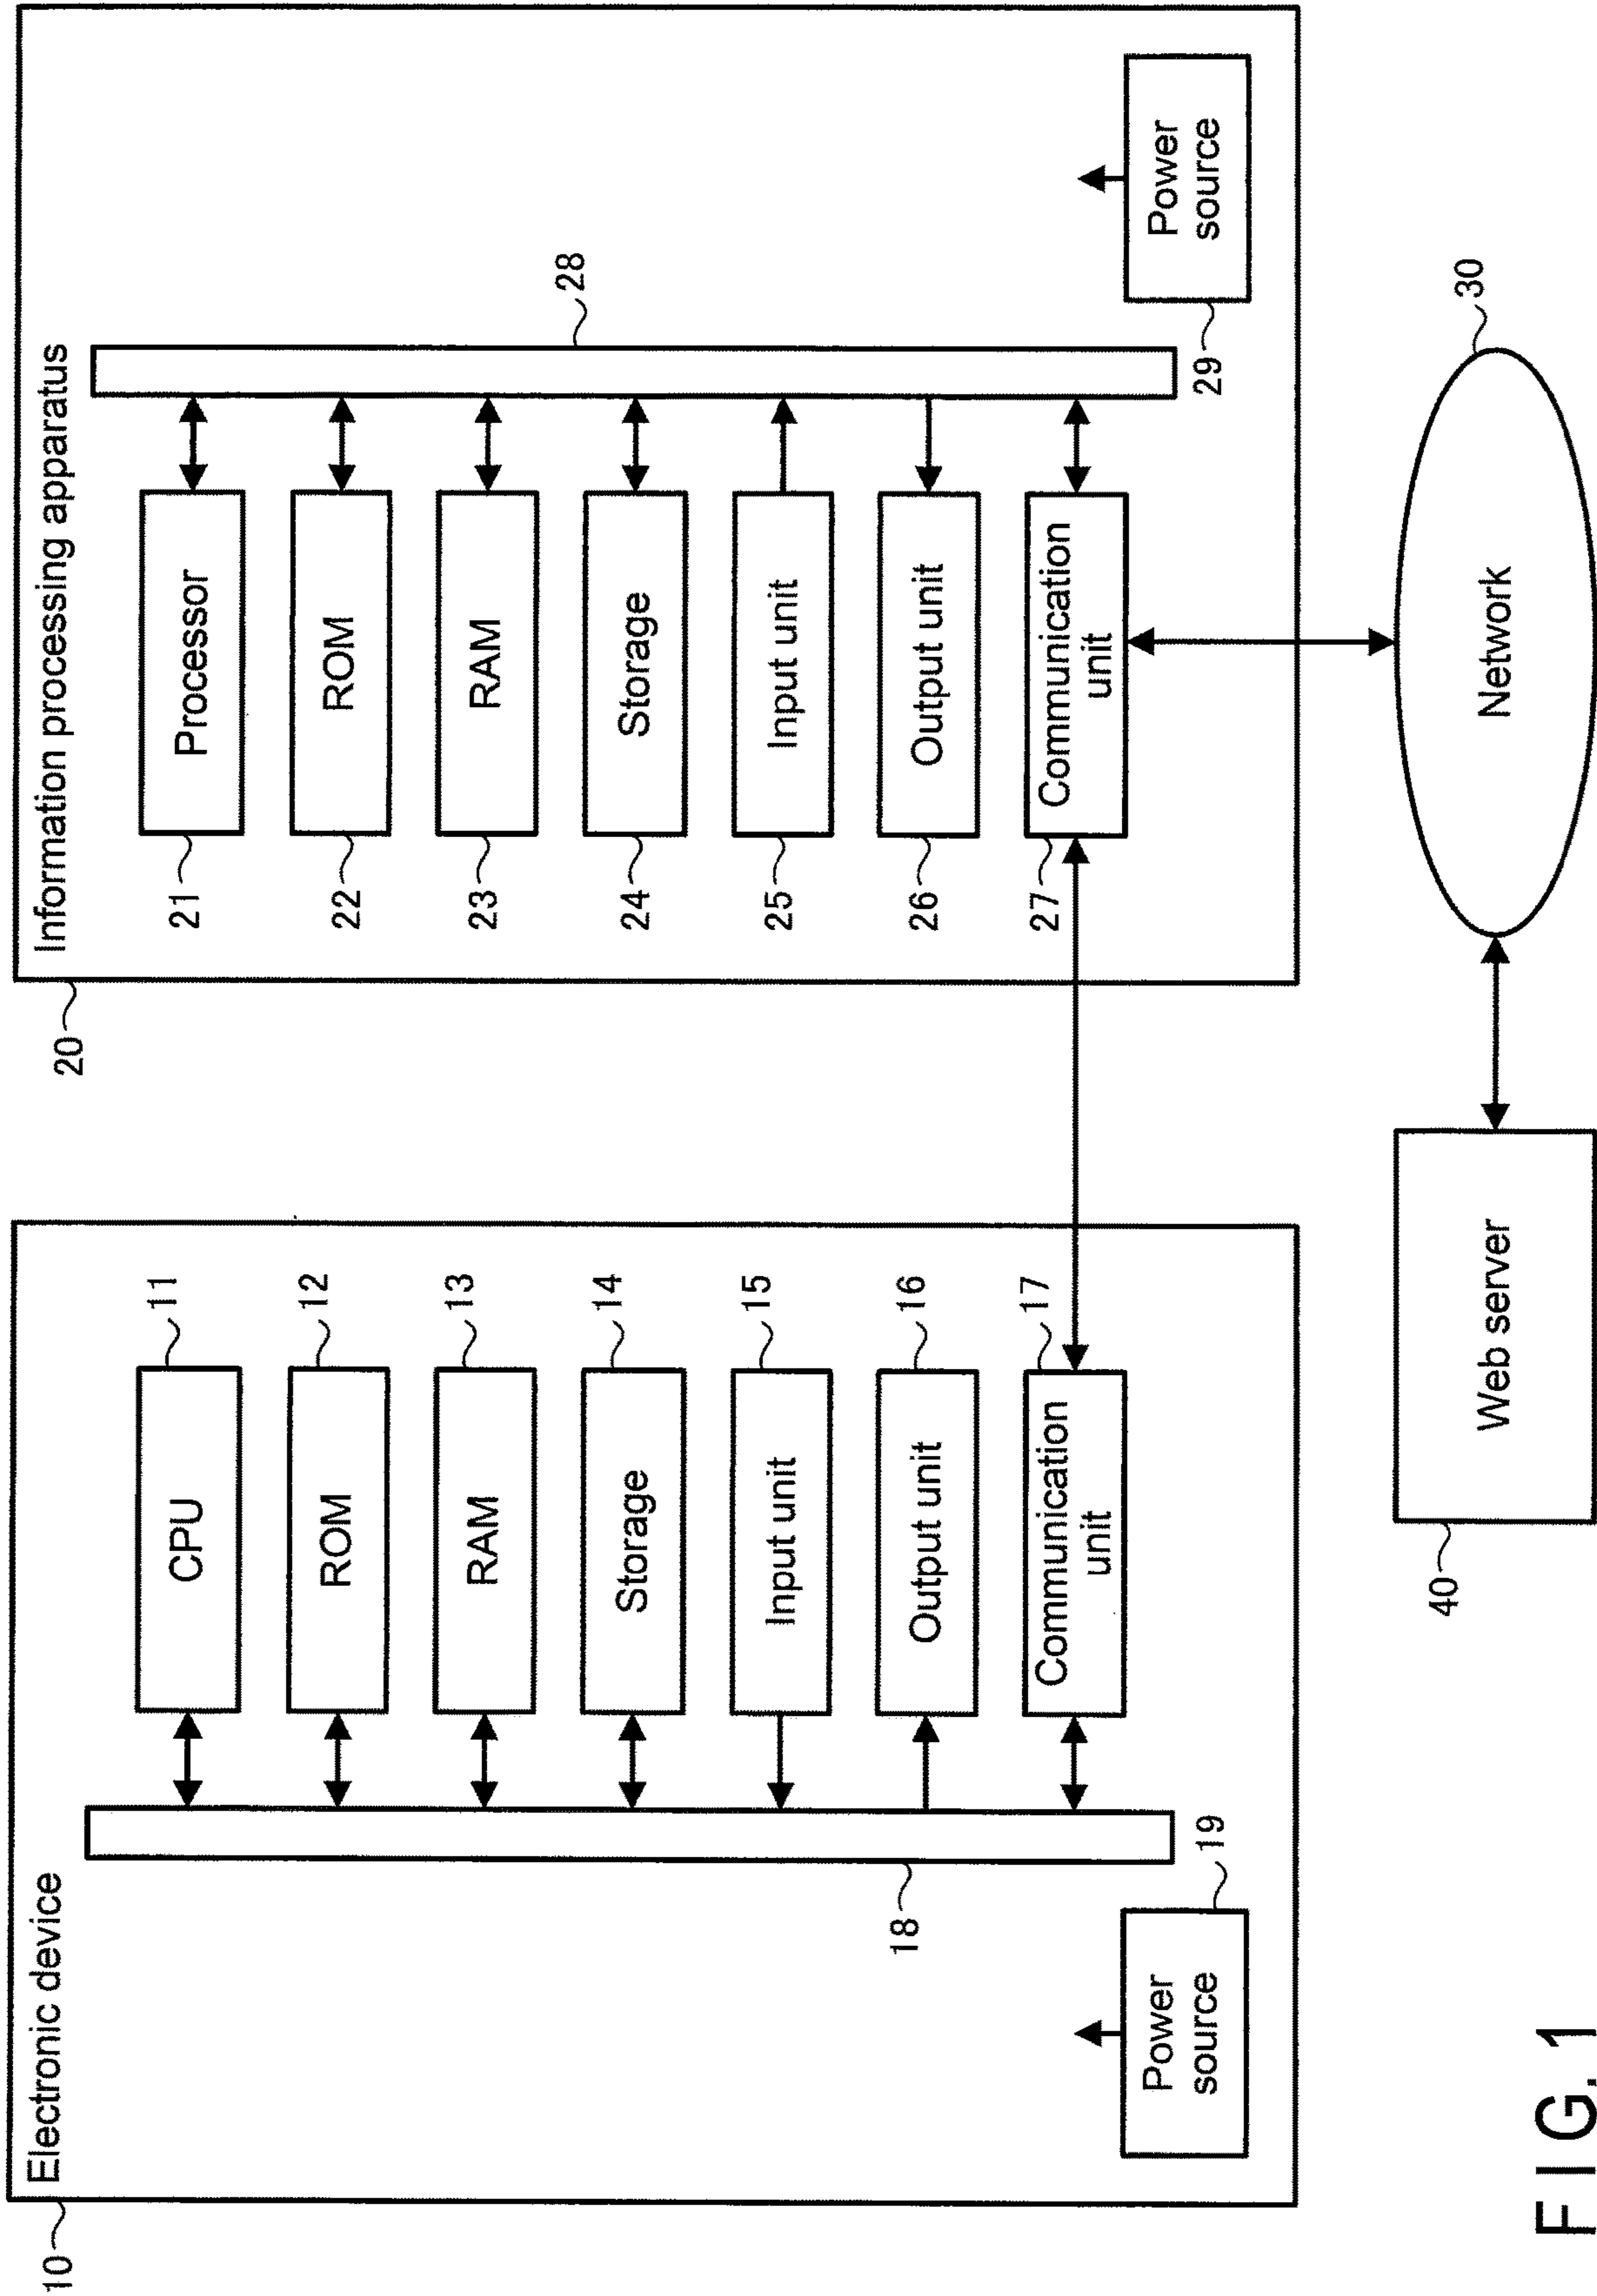 10
Electronic device
CPU
11
ROM
12
RAM
13
Storage
14
Input unit
15
Output unit
16
Communication
unit
17
18
Power
source
19
20
Information processing apparatus
21
Processor
22
ROM
23
RAM
24
Storage
25
Input unit
26
Output unit
27
Communication
unit
28
29
Power
source
40
Web server
Network
30
FIG. 1